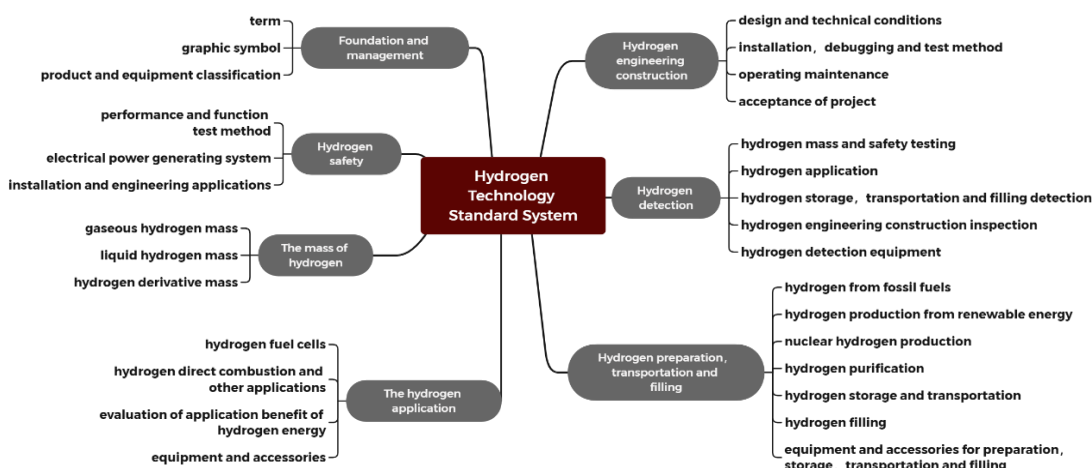 term
graphic symbol
product and equipment classification
Foundation and
management
performance and function
test method
electrical power generating system
installation and engineering applications
Hydrogen
safety
gaseous hydrogen mass
liquid hydrogen mass
hydrogen derivative mass
The mass of
hydrogen
hydrogen fuel cells
hydrogen direct combustion and
other applications
evaluation of application benefit of
hydrogen energy
equipment and accessories
The hydrogen
application
Hydrogen
Technology
Standard System
Hydrogen
engineering
construction
design and technical conditions
installation，debugging and test method
operating maintenance
acceptance of project
Hydrogen
detection
hydrogen mass and safety testing
hydrogen application
hydrogen storage，transportation and filling detection
hydrogen engineering construction inspection
hydrogen detection equipment
Hydrogen preparation，
transportation and
filling
hydrogen from fossil fuels
hydrogen production from renewable energy
nuclear hydrogen production
hydrogen purification
hydrogen storage and transportation
hydrogen filling
equipment and accessories for preparation,
storage，transportation and filling